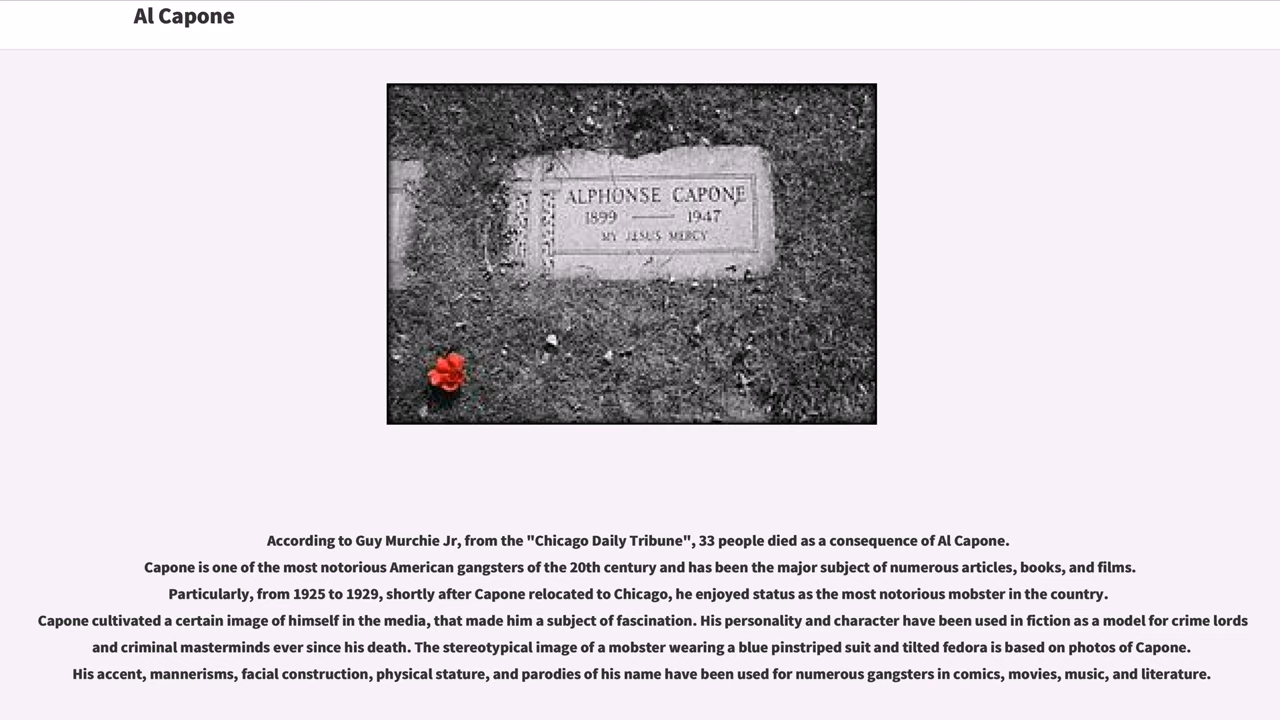 Al Capone
ALPHONSE CAPONE
1899 — 1947
MY JESUS MERCY
According to Guy Murchie Jr, from the "Chicago Daily Tribune", 33 people died as a consequence of Al Capone.
Capone is one of the most notorious American gangsters of the 20th century and has been the major subject of numerous articles, books, and films.
Particularly, from 1925 to 1929, shortly after Capone relocated to Chicago, he enjoyed status as the most notorious mobster in the country.
Capone cultivated a certain image of himself in the media, that made him a subject of fascination. His personality and character have been used in fiction as a model for crime lords
and criminal masterminds ever since his death. The stereotypical image of a mobster wearing a blue pinstriped suit and tilted fedora is based on photos of Capone.
His accent, mannerisms, facial construction, physical stature, and parodies of his name have been used for numerous gangsters in comics, movies, music, and literature.